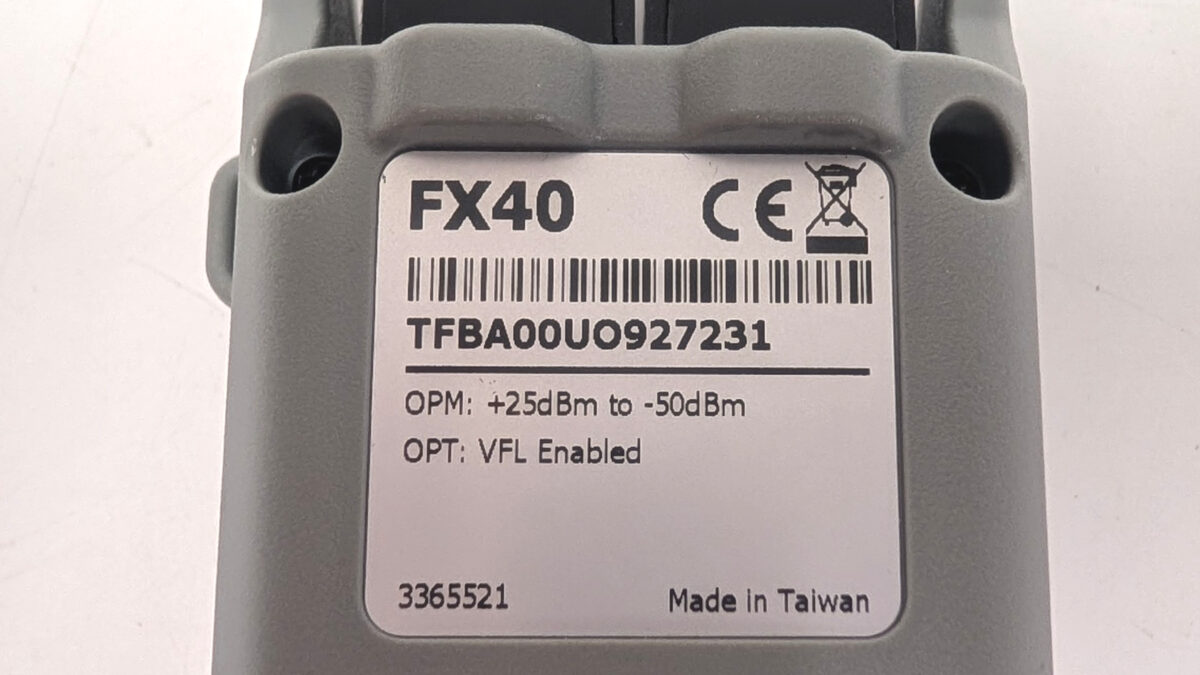 FX40 CE
TFBA00UO927231
OPM: +25dBm to -50dBm
OPT: VFL Enabled
3365521 Made in Taiwan